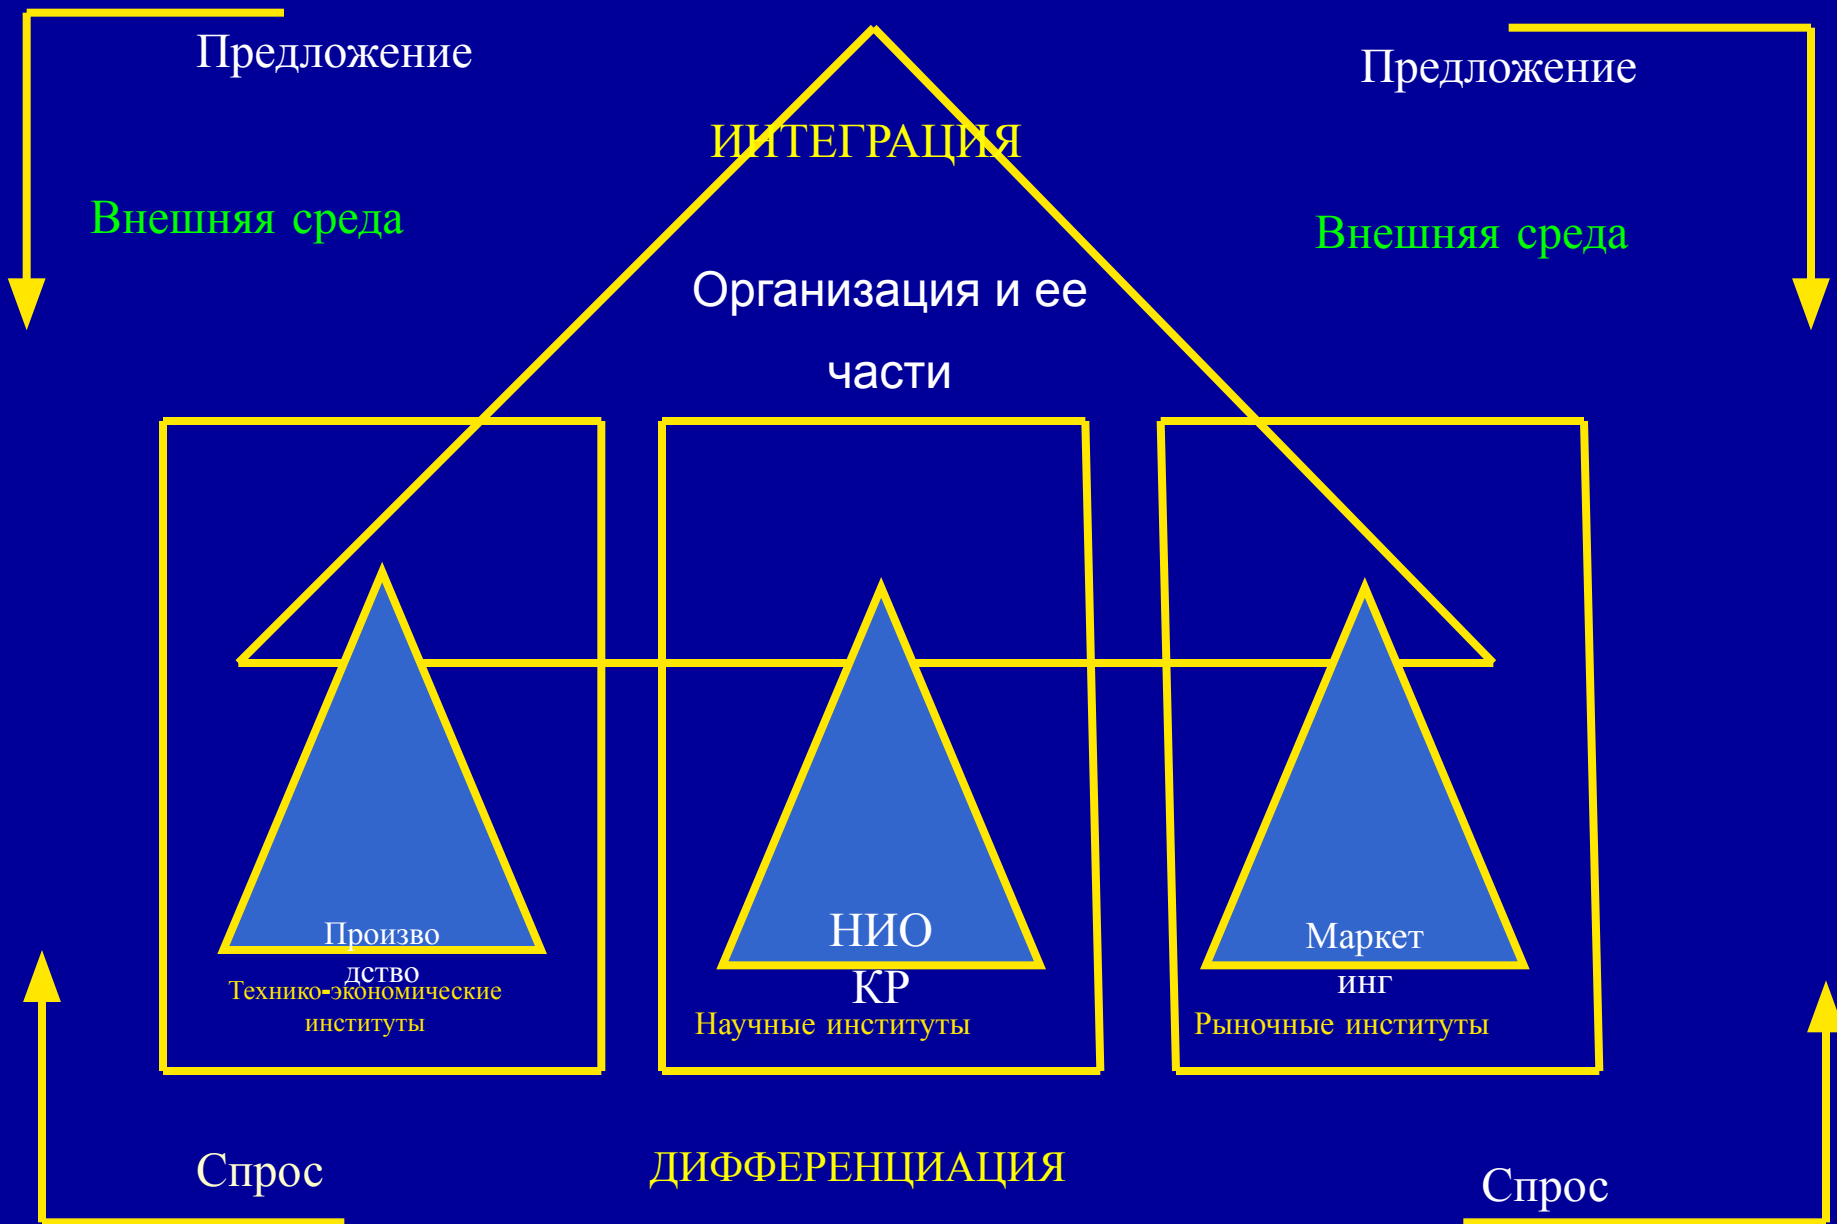 Предложение
Предложение
ИНТЕГРАЦИЯ
Внешняя среда
Внешняя среда
Организация и ее
части
Произво
дство
Технико-экономические
институты
НИО
КР
Научные институты
Маркет
инг
Рыночные институты
Спрос
ДИФФЕРЕНЦИАЦИЯ
Спрос